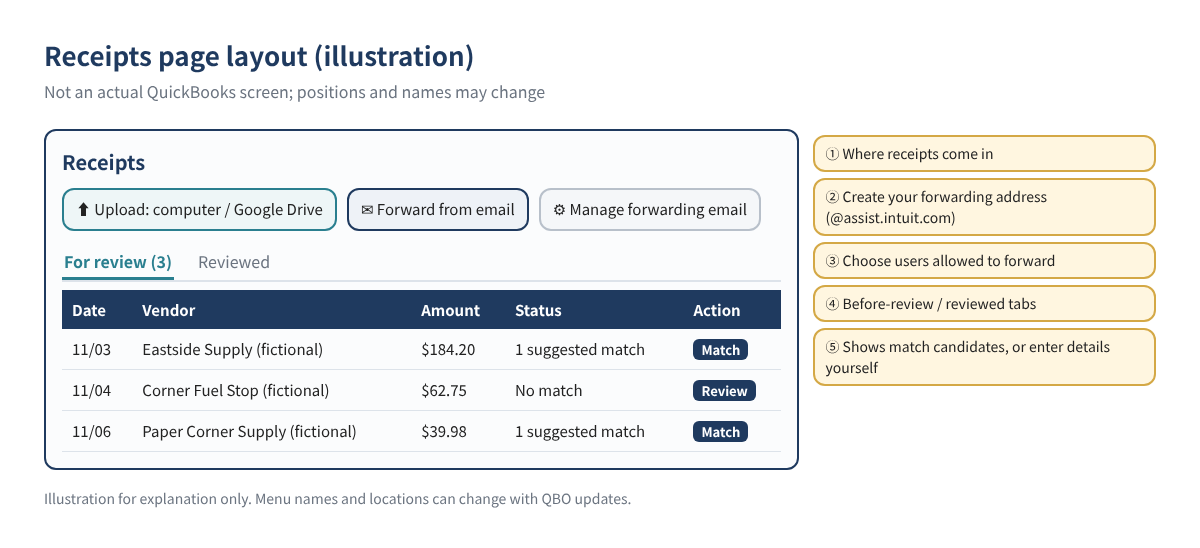 Receipts page layout (illustration)
Not an actual QuickBooks screen; positions and names may change
Receipts
⬆ Upload: computer / Google Drive
✉ Forward from email
⚙ Manage forwarding email
For review (3) Reviewed
Date Vendor Amount Status Action
11/03 Eastside Supply (fictional) $184.20 1 suggested match Match
11/04 Corner Fuel Stop (fictional) $62.75 No match Review
11/06 Paper Corner Supply (fictional) $39.98 1 suggested match Match
① Where receipts come in
② Create your forwarding address
(@assist.intuit.com)
③ Choose users allowed to forward
④ Before-review / reviewed tabs
⑤ Shows match candidates, or enter details
yourself
Illustration for explanation only. Menu names and locations can change with QBO updates.